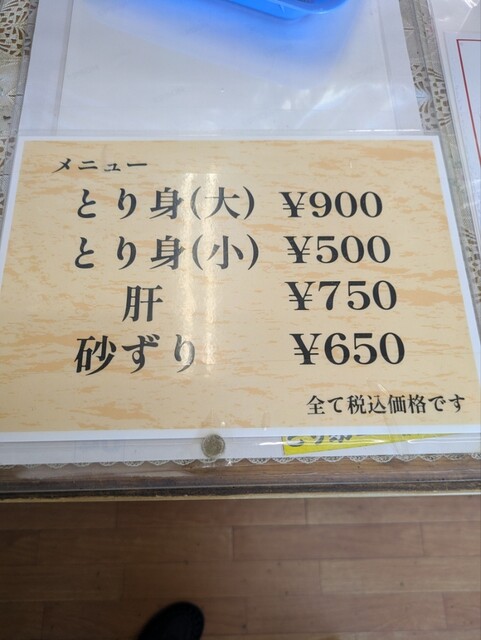 メニュー
とり身(大) ¥900
とり身(小) ¥500
肝 ¥750
砂ずり ¥650
全て税込価格です